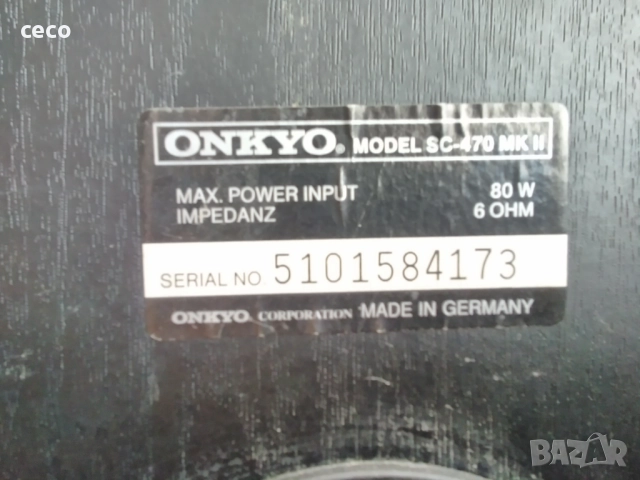 ceco
ONKYO® MODEL SC-470 MK II
MAX. POWER INPUT 80 W
IMPEDANZ 6 OHM
SERIAL NO 5101584173
ONKYO CORPORATION MADE IN GERMANY
BAZAR